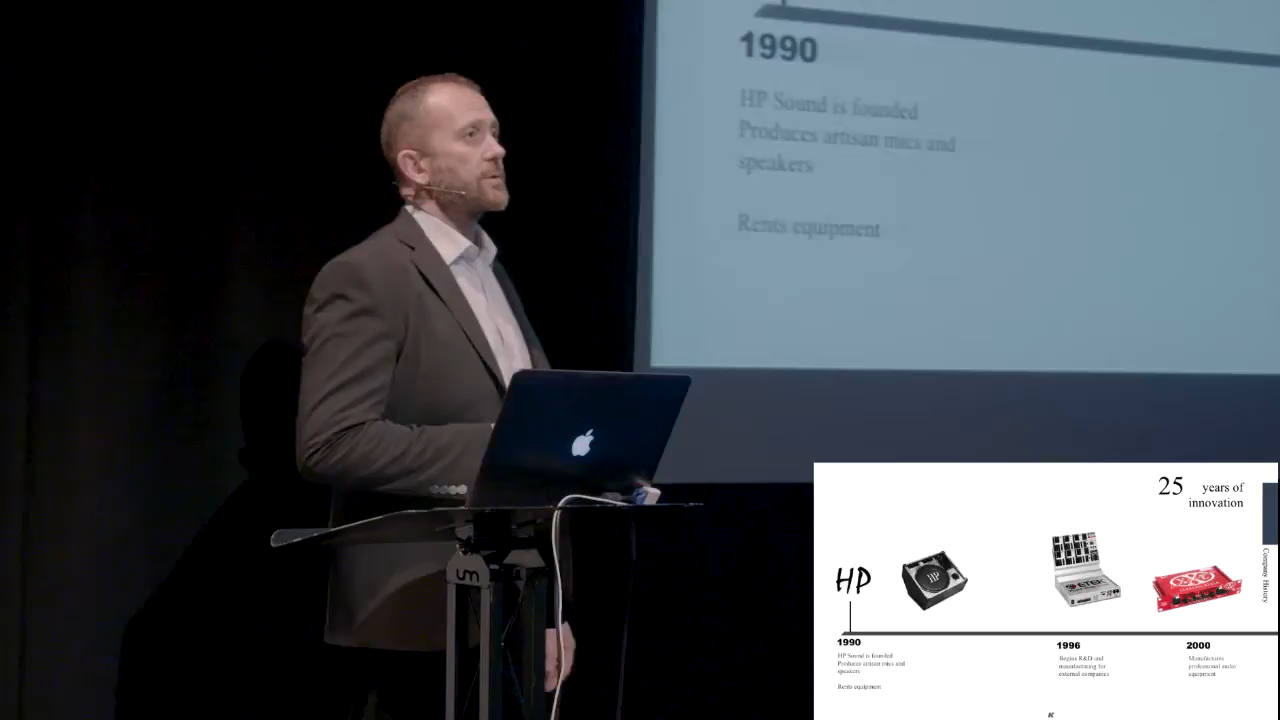 1990
HP Sound is founded
Produces artisan mics and
speakers
Rents equipment
um
25 years of
innovation
Company History
HP
HP
1990
HP Sound is founded
Produces artisan mics and
speakers
Rents equipment
1996
Begins R&D and
manufacturing for
external companies
2000
Manufactures
professional audio
equipment
K